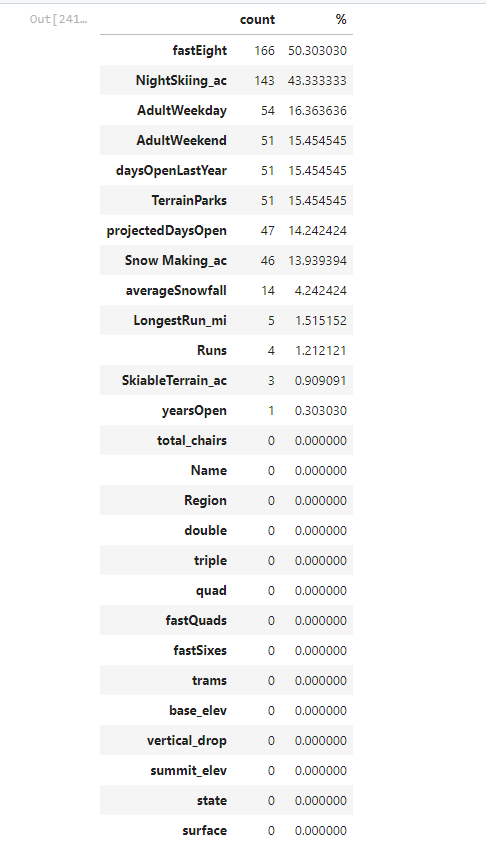 Out[241...
count %
fastEight 166 50.303030
NightSkiing_ac 143 43.333333
AdultWeekday 54 16.363636
AdultWeekend 51 15.454545
daysOpenLastYear 51 15.454545
TerrainParks 51 15.454545
projectedDaysOpen 47 14.242424
Snow Making_ac 46 13.939394
averageSnowfall 14 4.242424
LongestRun_mi 5 1.515152
Runs 4 1.212121
SkiableTerrain_ac 3 0.909091
yearsOpen 1 0.303030
total_chairs 0 0.000000
Name 0 0.000000
Region 0 0.000000
double 0 0.000000
triple 0 0.000000
quad 0 0.000000
fastQuads 0 0.000000
fastSixes 0 0.000000
trams 0 0.000000
base_elev 0 0.000000
vertical_drop 0 0.000000
summit_elev 0 0.000000
state 0 0.000000
surface 0 0.000000